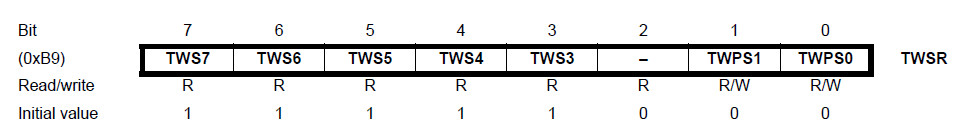 Bit 7 6 5 4 3 2 1 0
(0xB9) TWS7 TWS6 TWS5 TWS4 TWS3 – TWPS1 TWPS0 TWSR
Read/write R R R R R R R/W R/W
Initial value 1 1 1 1 1 0 0 0